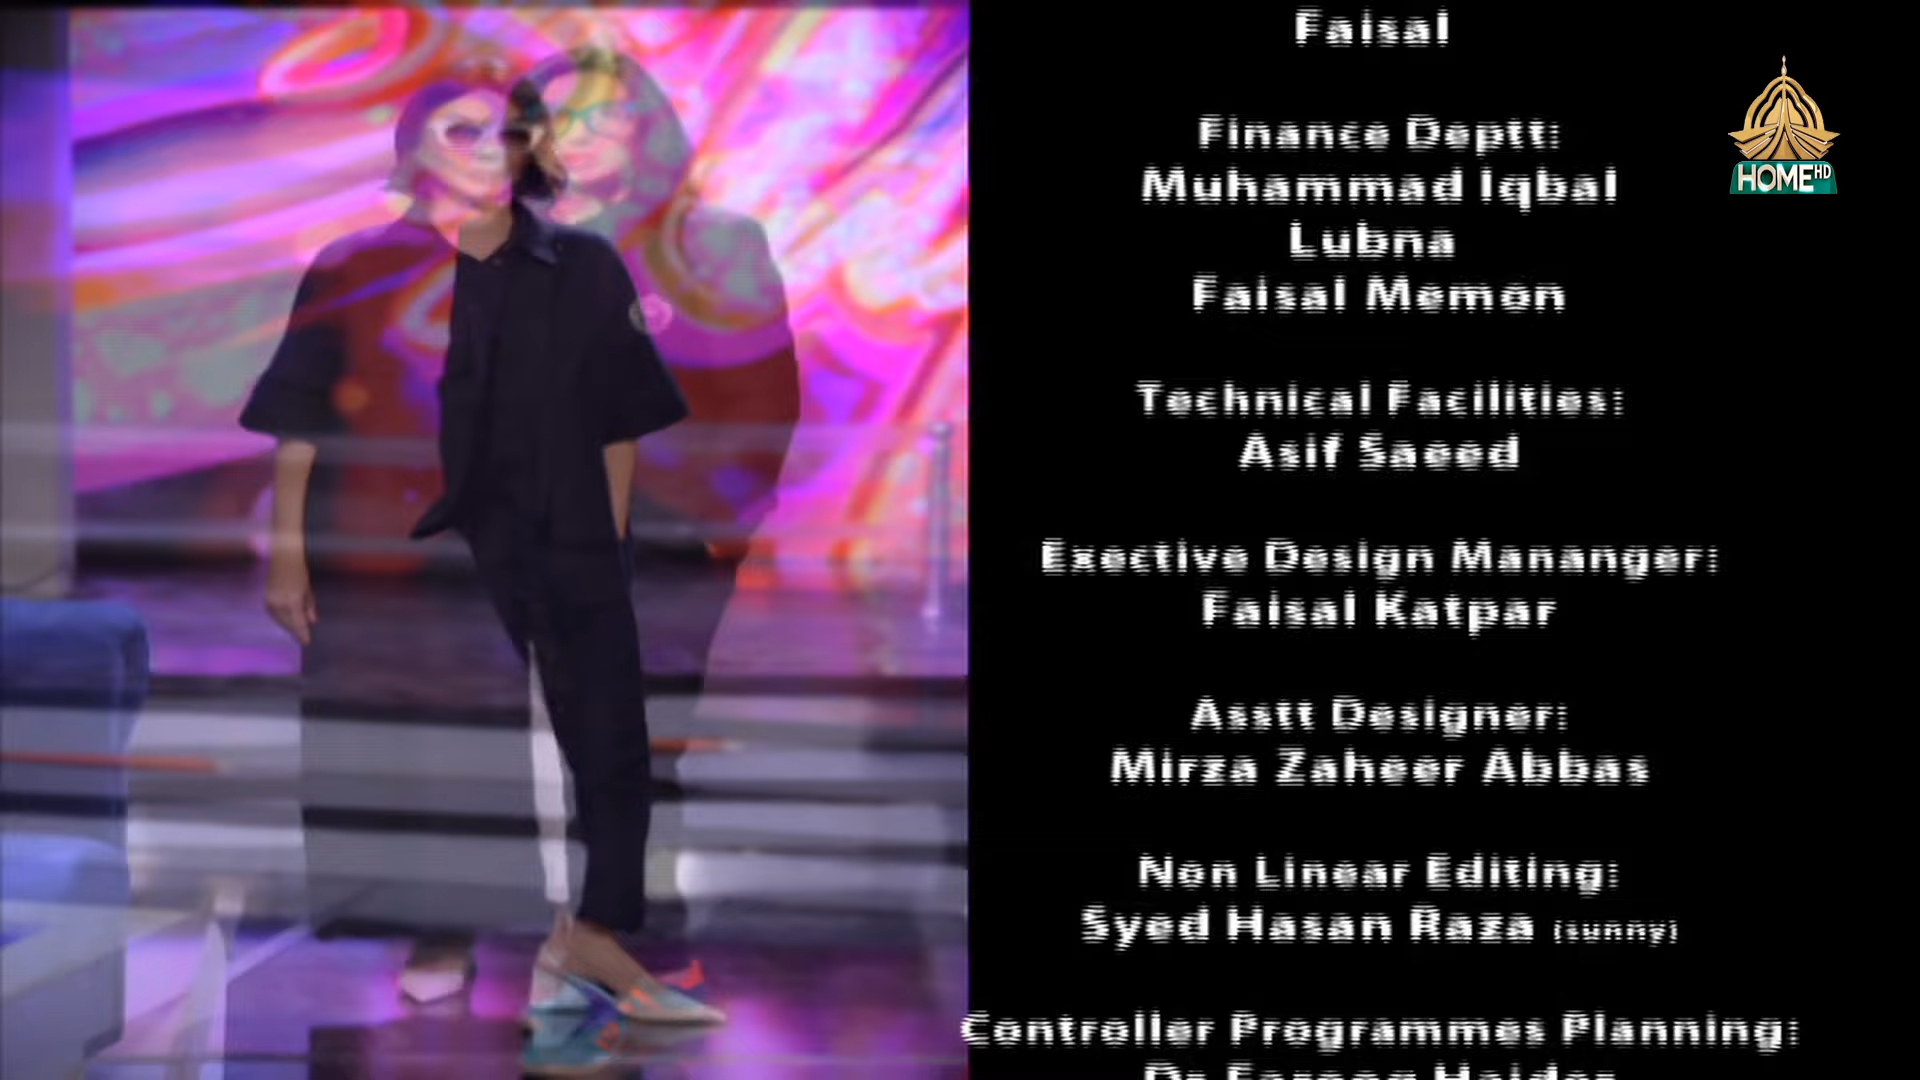 Faisal
Finance Deptt:
Muhammad Iqbal
Lubna
Faisal Memon
Technical Facilities:
Asif Saeed
Exective Design Mananger:
Faisal Katpar
Asstt Designer:
Mirza Zaheer Abbas
Non Linear Editing:
Syed Hasan Raza (sunny)
Controller Programmes Planning:
HOME HD